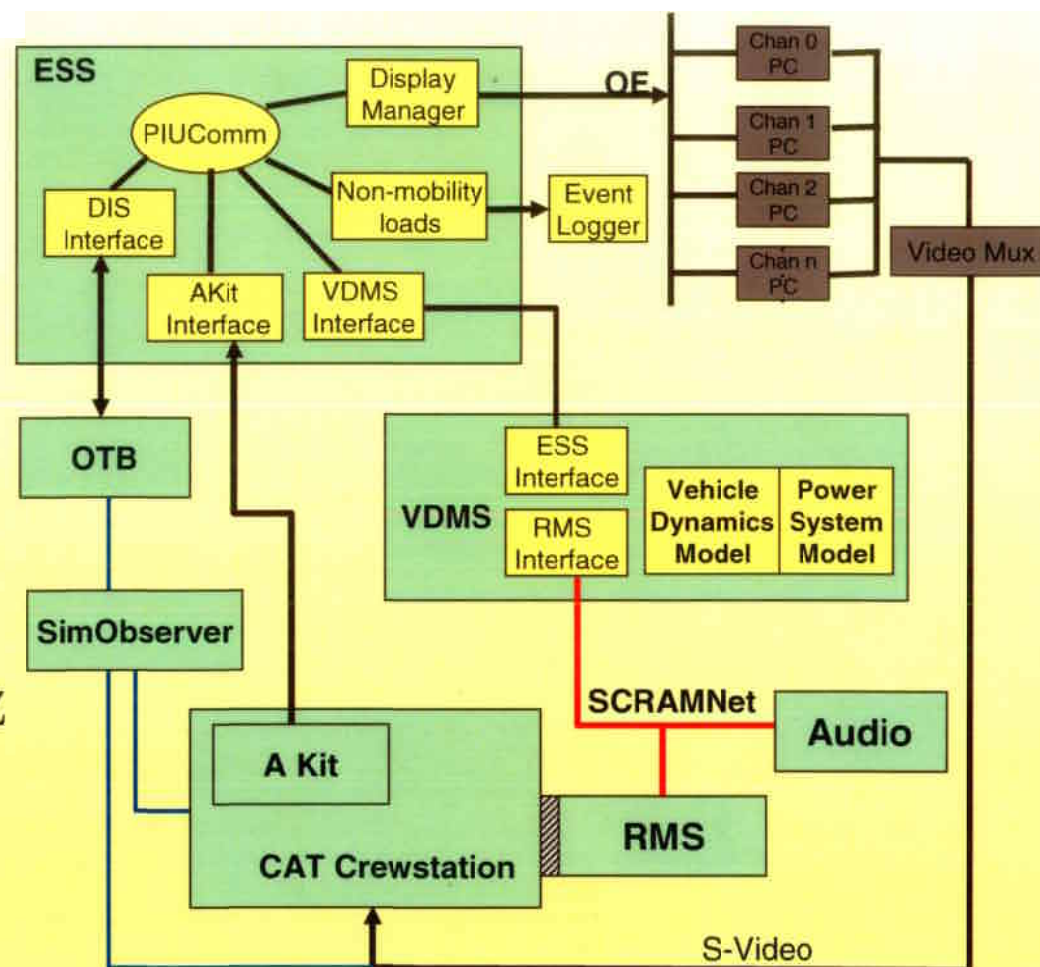 ESS
PIUComm
Display
Manager
DIS
Interface
Non-mobility
loads
AKit
Interface
VDMS
Interface
Event
Logger
OE
Chan 0
PC
Chan 1
PC
Chan 2
PC
Chan n
PC
Video Mux
OTB
VDMS
ESS
Interface
RMS
Interface
Vehicle
Dynamics
Model
Power
System
Model
SimObserver
z
SCRAMNet
Audio
A Kit
CAT Crewstation
RMS
S-Video